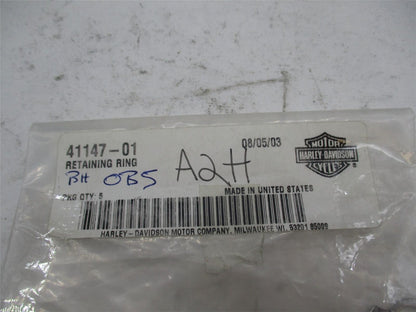 41147-01 08/05/03
RETAINING RING
MOTOR
HARLEY-DAVIDSON
CYCLES
®
BH OBS A2H
PKG QTY: 5 MADE IN UNITED STATES
HARLEY-DAVIDSON MOTOR COMPANY, MILWAUKEE WI. 53201 95009